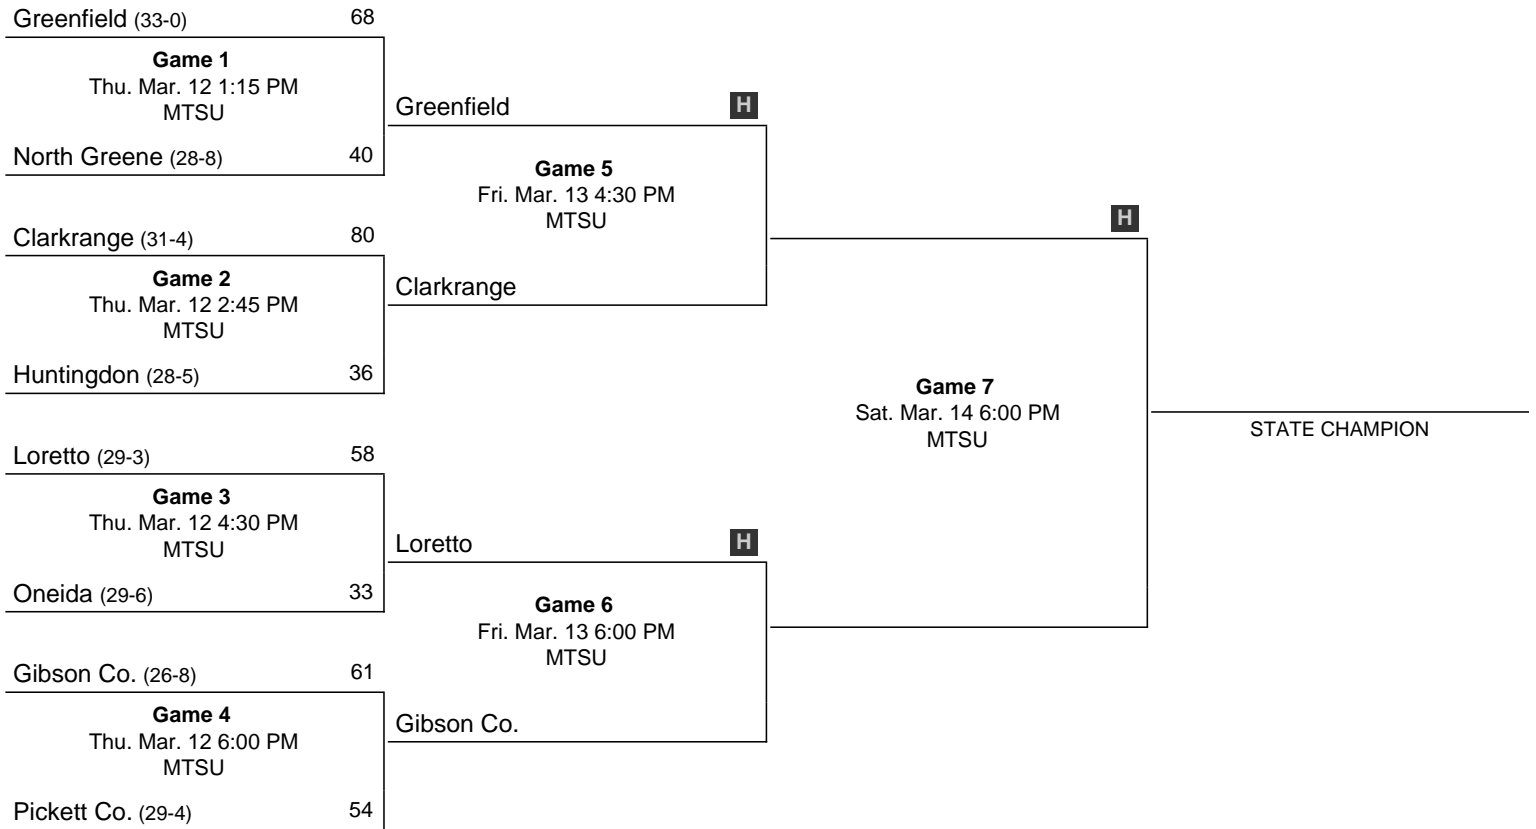 Greenfield (33-0) 68
Game 1
Thu. Mar. 12 1:15 PM
MTSU
North Greene (28-8) 40
Clarkrange (31-4) 80
Game 2
Thu. Mar. 12 2:45 PM
MTSU
Huntingdon (28-5) 36
Loretto (29-3) 58
Game 3
Thu. Mar. 12 4:30 PM
MTSU
Oneida (29-6) 33
Gibson Co. (26-8) 61
Game 4
Thu. Mar. 12 6:00 PM
MTSU
Pickett Co. (29-4) 54
Greenfield H
Game 5
Fri. Mar. 13 4:30 PM
MTSU
Clarkrange
Loretto H
Game 6
Fri. Mar. 13 6:00 PM
MTSU
Gibson Co.
H
Game 7
Sat. Mar. 14 6:00 PM
MTSU
STATE CHAMPION